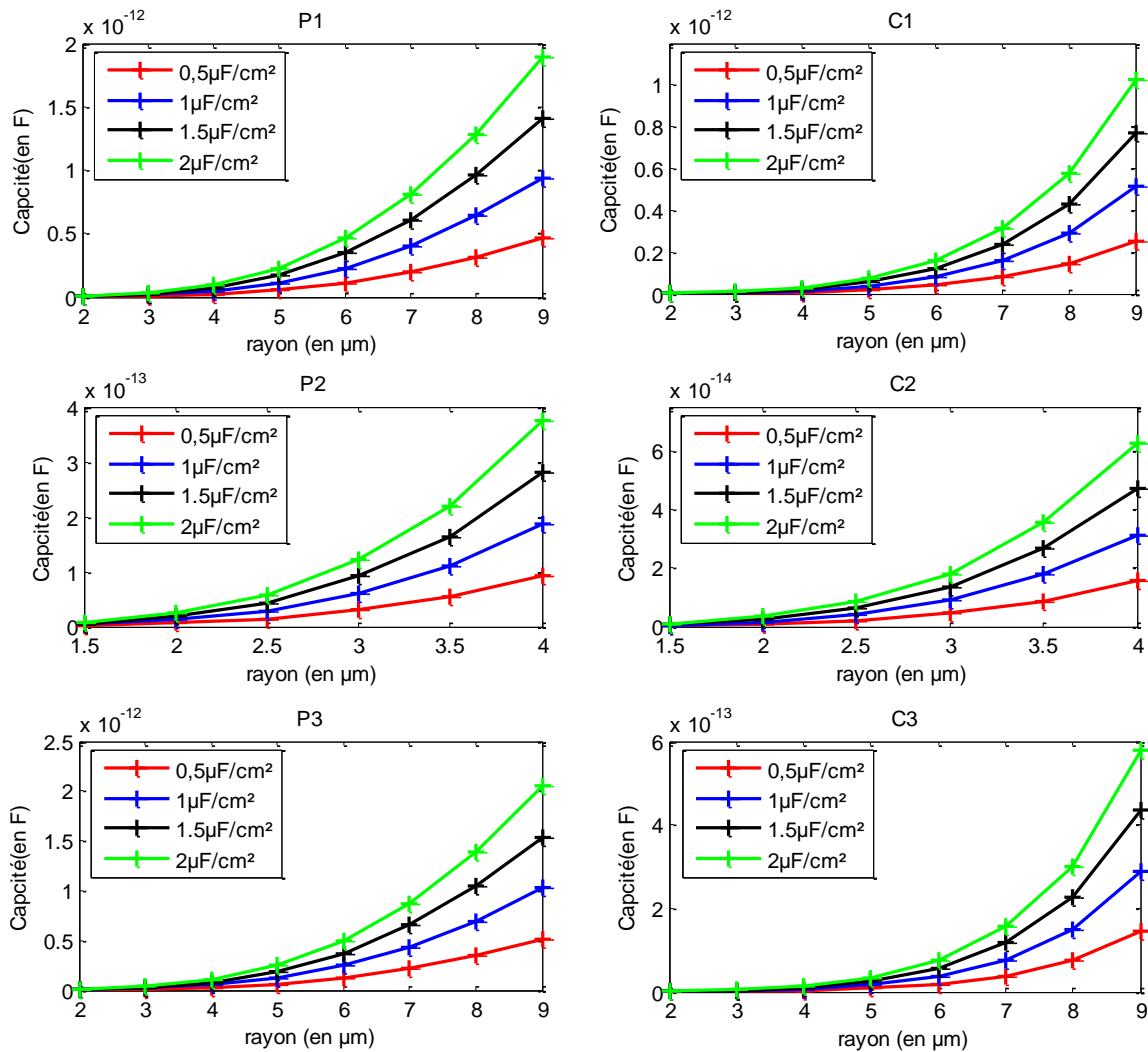 x 10-12
P1
2
1.5
1
0.5
0
Capcité(en F)
0,5µF/cm²
1µF/cm²
1.5µF/cm²
2µF/cm²
2 3 4 5 6 7 8 9
rayon (en µm)
x 10-12
C1
1
0.8
0.6
0.4
0.2
0
Capcité(en F)
0,5µF/cm²
1µF/cm²
1.5µF/cm²
2µF/cm²
2 3 4 5 6 7 8 9
rayon (en µm)
x 10-13
P2
4
3
2
1
0
Capcité(en F)
0,5µF/cm²
1µF/cm²
1.5µF/cm²
2µF/cm²
1.5 2 2.5 3 3.5 4
rayon (en µm)
x 10-14
C2
6
4
2
0
Capcité(en F)
0,5µF/cm²
1µF/cm²
1.5µF/cm²
2µF/cm²
1.5 2 2.5 3 3.5 4
rayon (en µm)
x 10-12
P3
2.5
2
1.5
1
0.5
0
Capcité(en F)
0,5µF/cm²
1µF/cm²
1.5µF/cm²
2µF/cm²
2 3 4 5 6 7 8 9
rayon (en µm)
x 10-13
C3
6
4
2
0
Capcité(en F)
0,5µF/cm²
1µF/cm²
1.5µF/cm²
2µF/cm²
2 3 4 5 6 7 8 9
rayon (en µm)